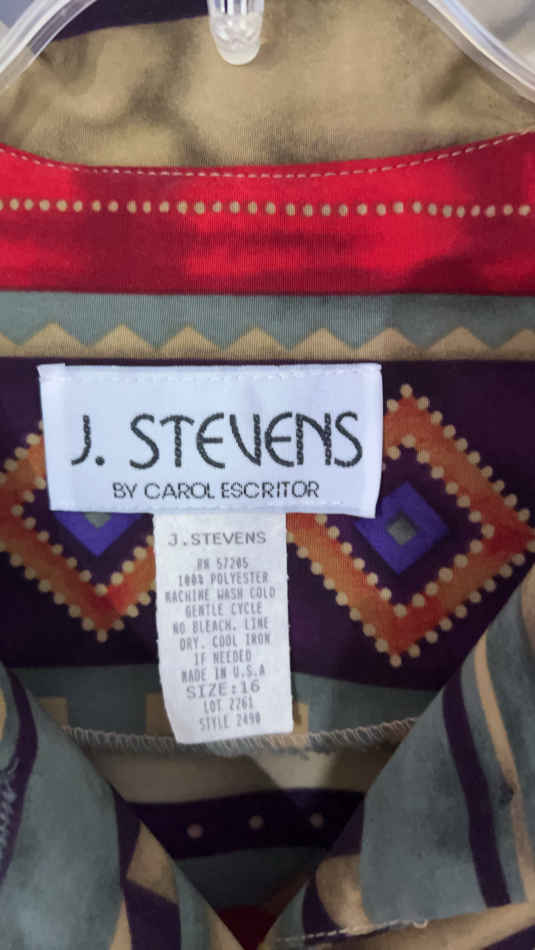 J. STEVENS
BY CAROL ESCRITOR
J.STEVENS
RN 57205
100% POLYESTER
MACHINE WASH COLD
GENTLE CYCLE
NO BLEACH. LINE
DRY. COOL IRON
IF NEEDED
MADE IN U.S.A
SIZE:16
LOT 2261
STYLE 2490